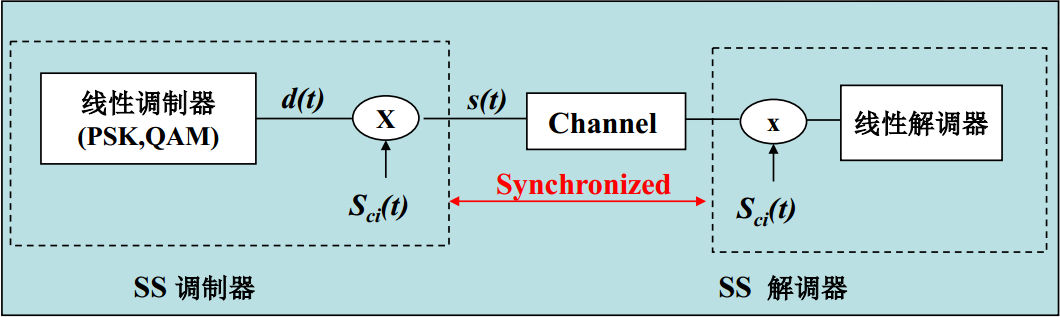 线性调制器
(PSK,QAM)
d(t)
X
s(t)
Channel
x
线性解调器
Sci(t)
Synchronized
Sci(t)
SS 调制器
SS 解调器